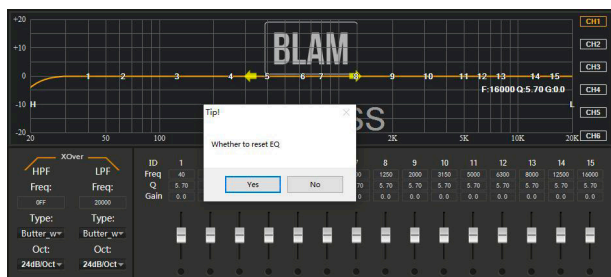 +20
BLAM
CH1
+10
CH2
CH3
0 1 2 3 4 5 6 7 8 9 10 11 12 13 14 15
F:16000 Q:5.70 G:0.0
CH4
-10 H L
CH5
Tip! X
SS
-20
20 50 100 2K 5K 10K 20K
CH6
Whether to reset EQ
Yes No
XOver
HPF LPF
Freq: Freq:
OFF 20000
Type: Type:
Butter_w Butter_w
Oct: Oct:
24dB/Oct 24dB/Oct
ID 1 8 9 10 11 12 13 14 15
Freq 40 1250 2000 3150 5000 6300 8000 12500 16000
Q 5.70 5.70 5.70 5.70 5.70 5.70 5.70 5.70 5.70
Gain 0.0 0.0 0.0 0.0 0.0 0.0 0.0 0.0 0.0